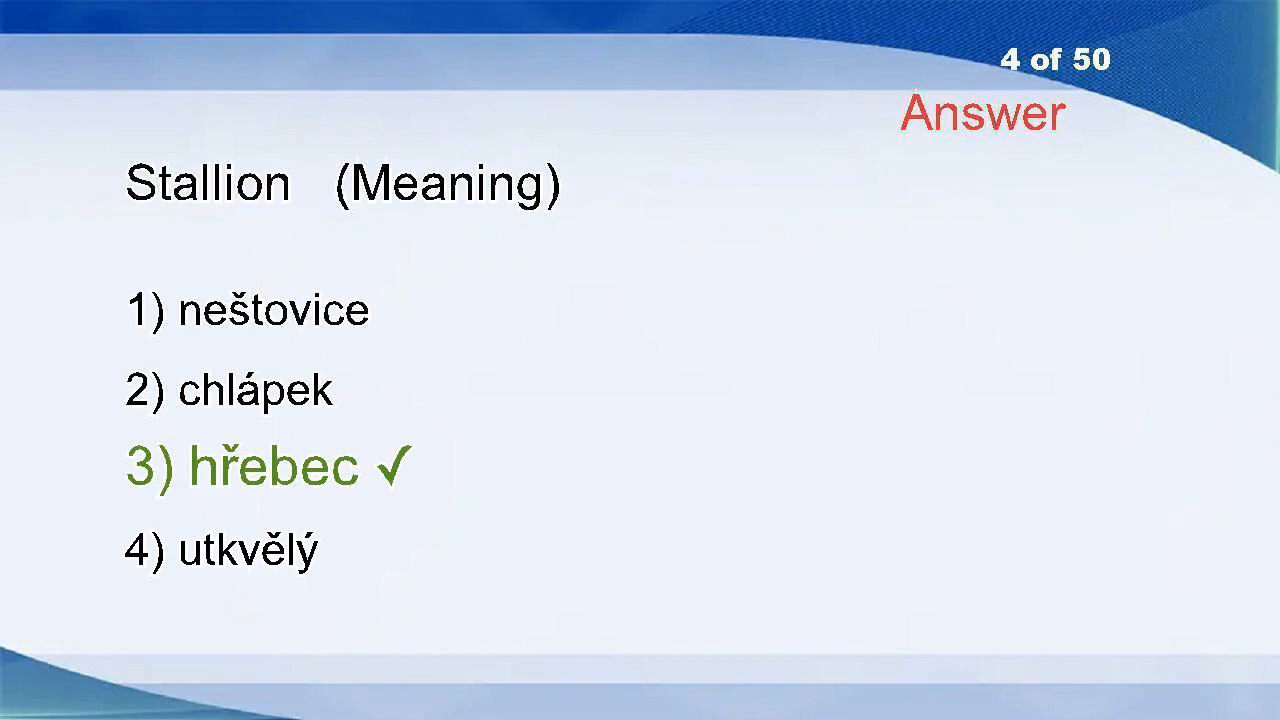 4 of 50
Answer
Stallion (Meaning)
1) neštovice
2) chlápek
3) hřebec ✓
4) utkvělý